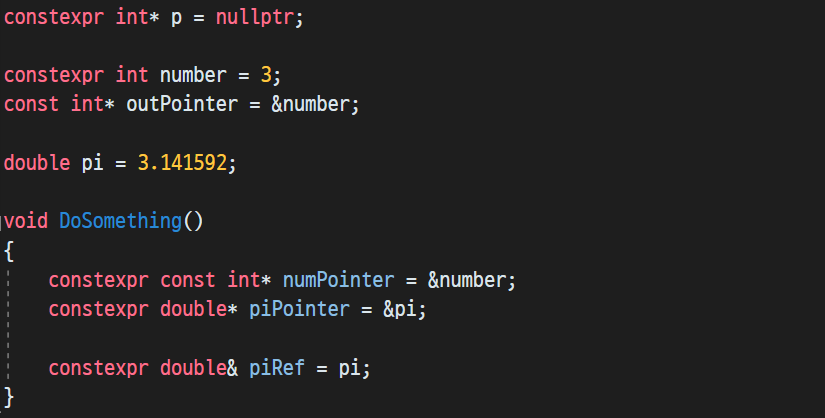 constexpr int* p = nullptr;
constexpr int number = 3;
const int* outPointer = &number;
double pi = 3.141592;
void DoSomething()
{
constexpr const int* numPointer = &number;
constexpr double* piPointer = &pi;
constexpr double& piRef = pi;
}